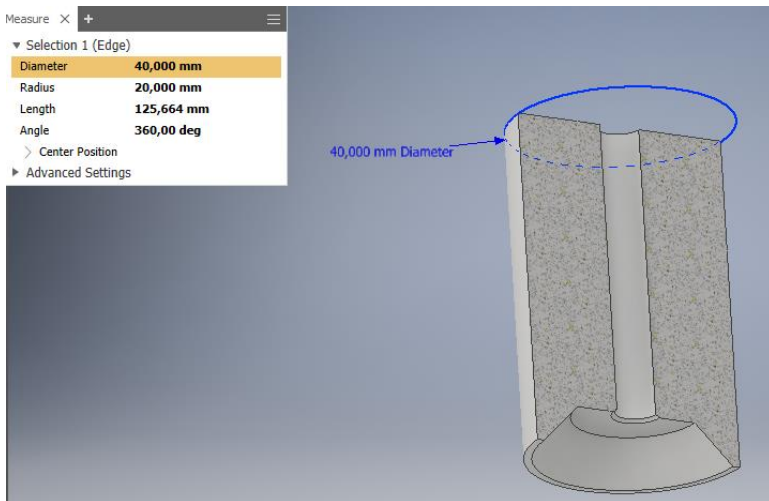 Measure
Selection 1 (Edge)
Diameter 40,000 mm
Radius 20,000 mm
Length 125,664 mm
Angle 360,00 deg
Center Position
Advanced Settings
40,000 mm Diameter